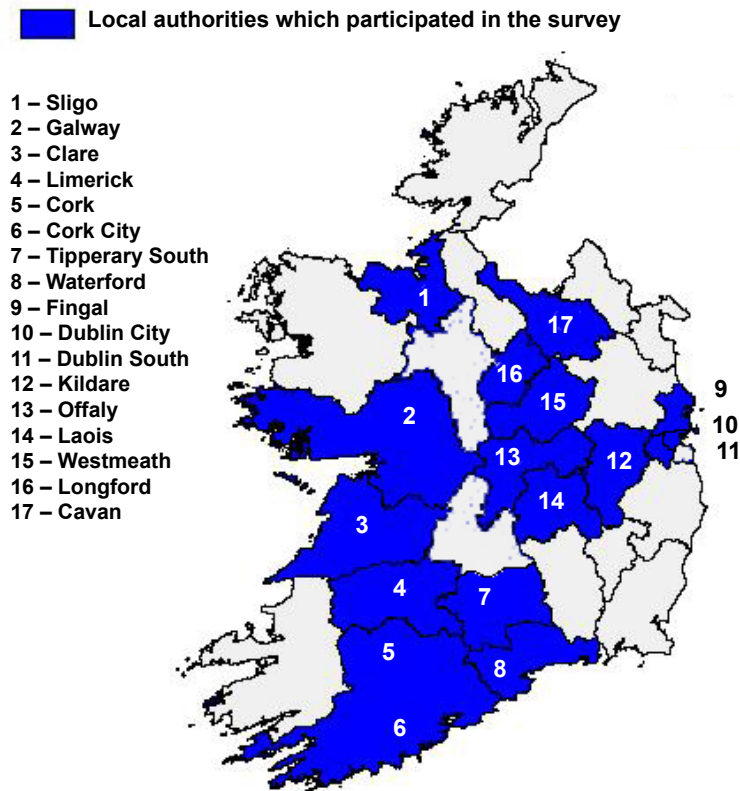 Local authorities which participated in the survey
1 – Sligo
2 – Galway
3 – Clare
4 – Limerick
5 – Cork
6 – Cork City
7 – Tipperary South
8 – Waterford
9 – Fingal
10 – Dublin City
11 – Dublin South
12 – Kildare
13 – Offaly
14 – Laois
15 – Westmeath
16 – Longford
17 – Cavan
1
17
16
15
9
2
10
13
12
11
14
3
4
7
5
8
6